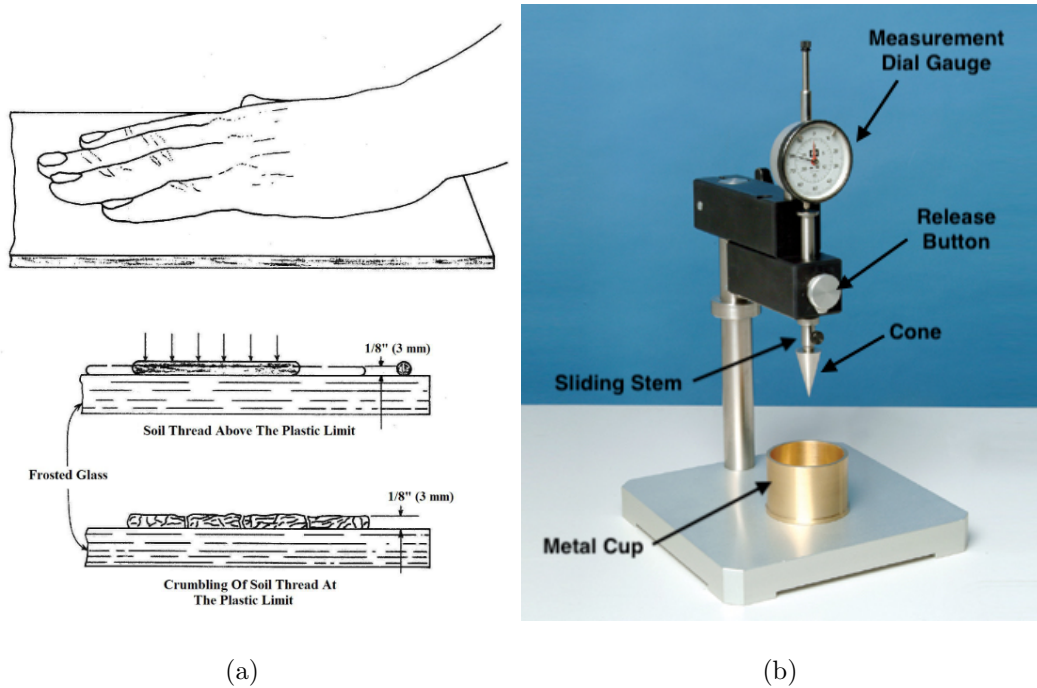 1/8" (3 mm)
Soil Thread Above The Plastic Limit
Frosted Glass
1/8" (3 mm)
Crumbling Of Soil Thread At
The Plastic Limit
(a)
Measurement
Dial Gauge
Release
Button
Cone
Sliding Stem
Metal Cup
(b)